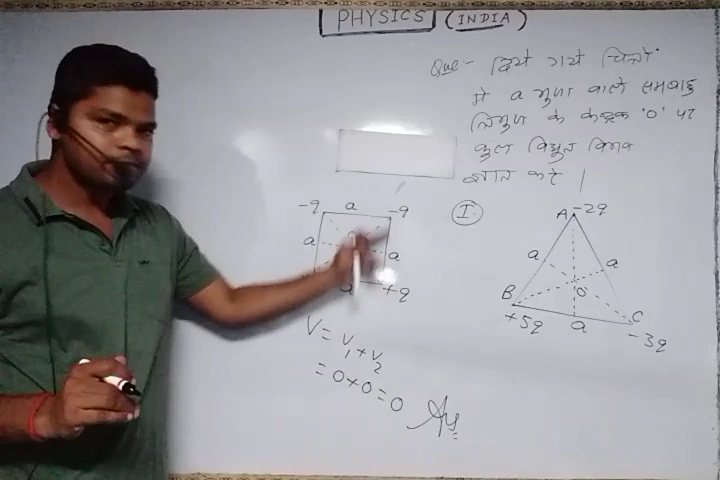 PHYSICS (INDIA)
Que- दिये गये चित्रों
मे a भुजा वाले समबाहु
त्रिभुज के केन्द्रक 'O' पर
कुल विद्युत विभव
ज्ञात करें |
-q a -q
a a
a +q
V = V1 + V2
= 0 + 0 = 0 Ans
I.
A -2q
a a
O
B C
+5q a -3q